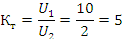 Кт = U1/U2 = 10/2 = 5